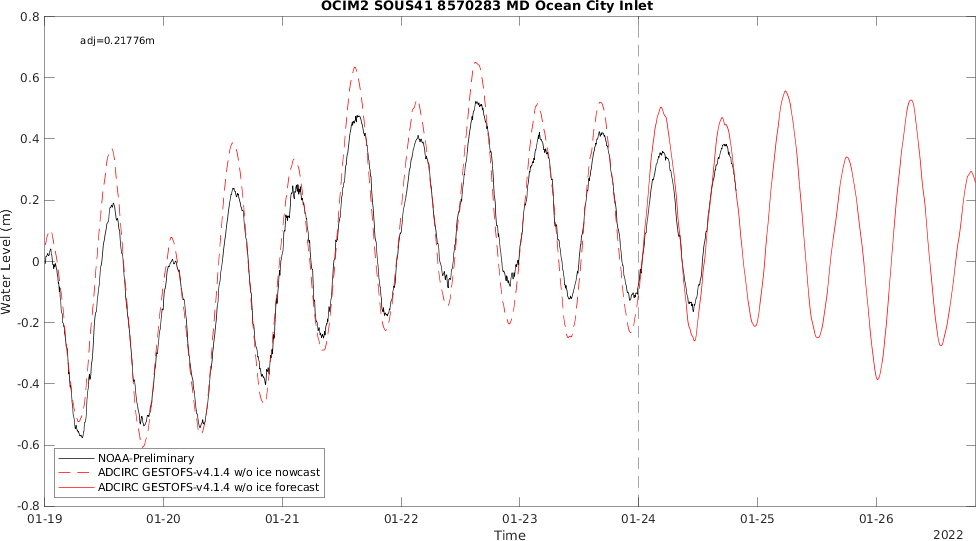 OCIM2 SOUS41 8570283 MD Ocean City Inlet
adj=0.21776m
Water Level (m)
0.8
0.6
0.4
0.2
0
-0.2
-0.4
-0.6
-0.8
NOAA-Preliminary
ADCIRC GESTOFS-v4.1.4 w/o ice nowcast
ADCIRC GESTOFS-v4.1.4 w/o ice forecast
01-19 01-20 01-21 01-22 01-23 01-24 01-25 01-26
Time
2022